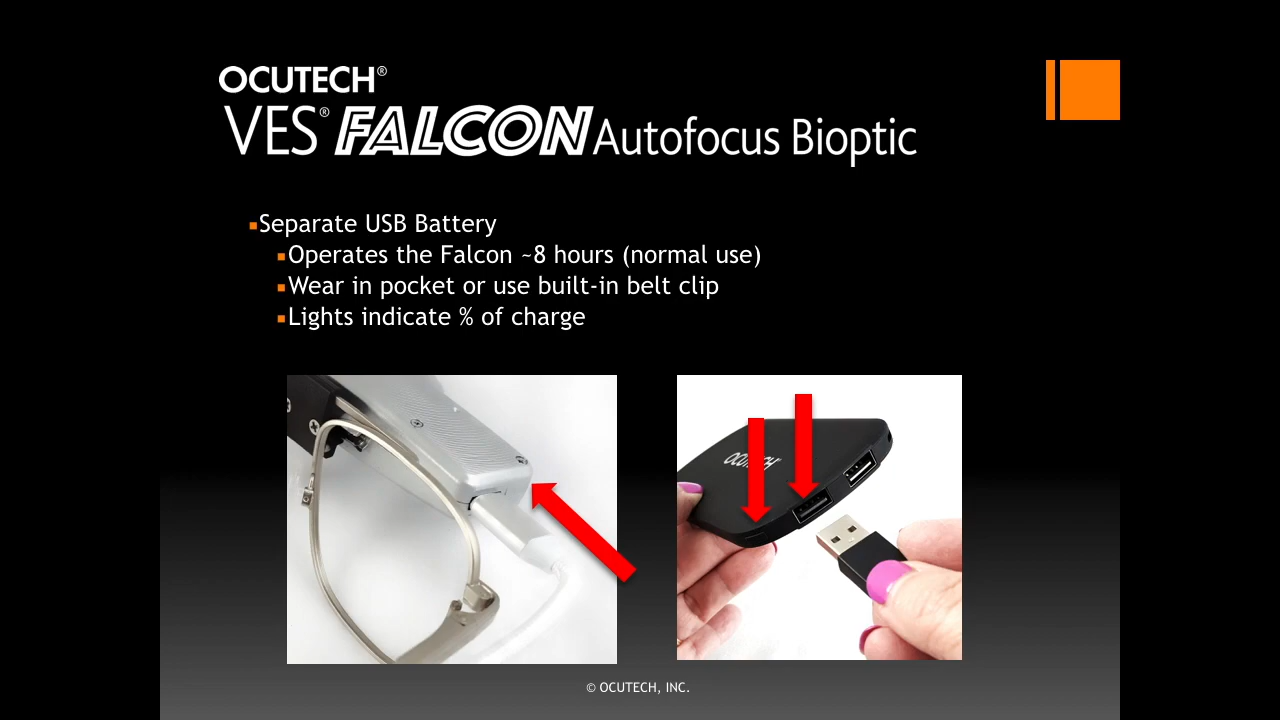 OCUTECH®
VES® FALCON Autofocus Bioptic
Separate USB Battery
Operates the Falcon ~8 hours (normal use)
Wear in pocket or use built-in belt clip
Lights indicate % of charge
OCUTECH
© OCUTECH, INC.